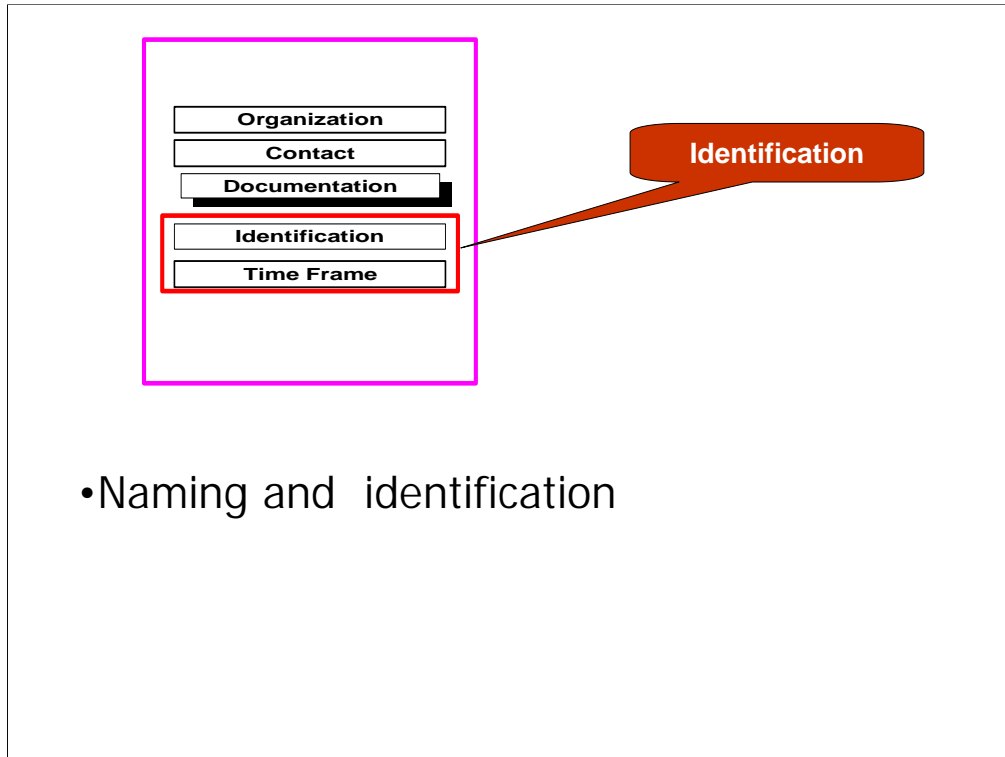 Organization
Contact
Documentation
Identification
Time Frame
Identification
•Naming and  identification